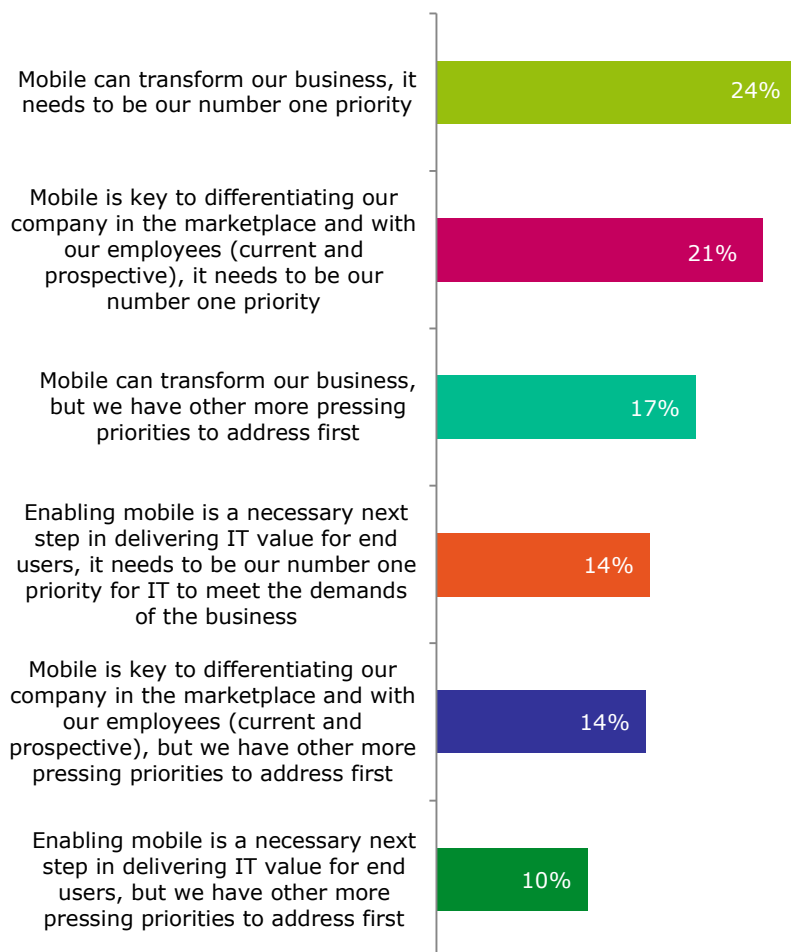 Mobile can transform our business, it
needs to be our number one priority
24%
Mobile is key to differentiating our
company in the marketplace and with
our employees (current and
prospective), it needs to be our
number one priority
21%
Mobile can transform our business,
but we have other more pressing
priorities to address first
17%
Enabling mobile is a necessary next
step in delivering IT value for end
users, it needs to be our number one
priority for IT to meet the demands
of the business
14%
Mobile is key to differentiating our
company in the marketplace and with
our employees (current and
prospective), but we have other more
pressing priorities to address first
14%
Enabling mobile is a necessary next
step in delivering IT value for end
users, but we have other more
pressing priorities to address first
10%